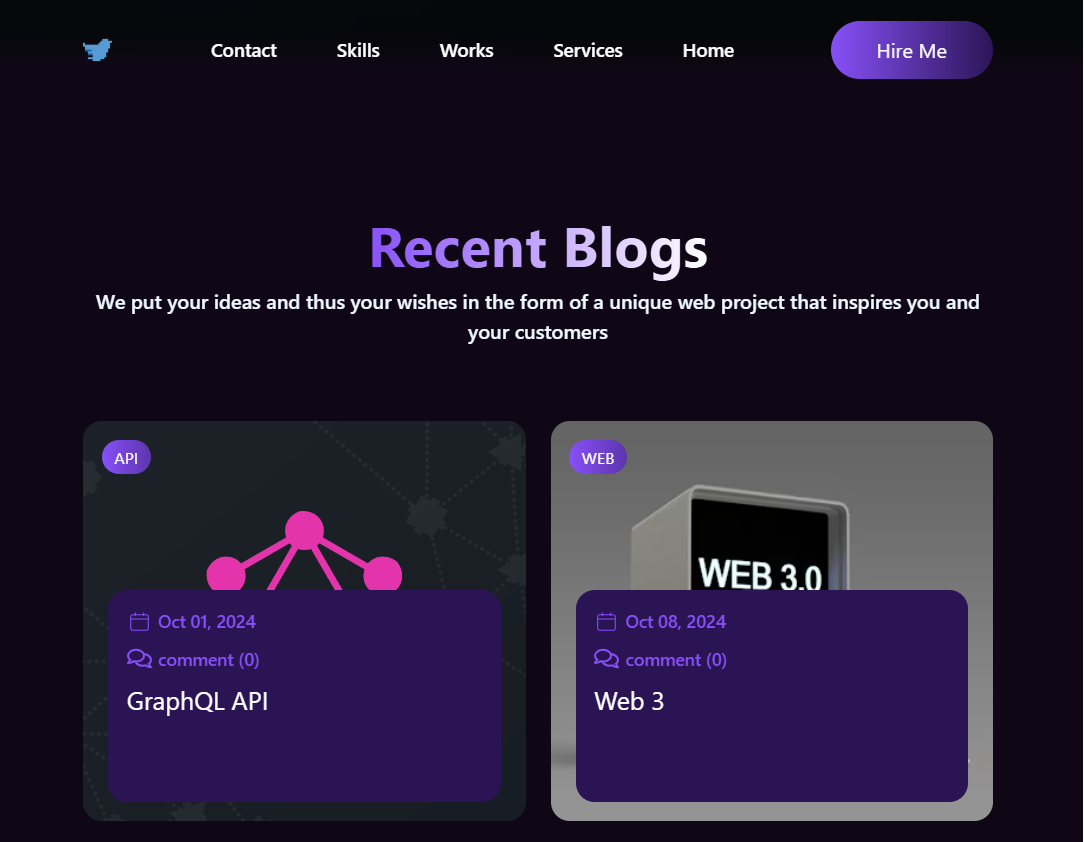 Contact Skills Works Services Home Hire Me
Recent Blogs
We put your ideas and thus your wishes in the form of a unique web project that inspires you and
your customers
API
Oct 01, 2024
comment (0)
GraphQL API
WEB
WEB 3.0
Oct 08, 2024
comment (0)
Web 3